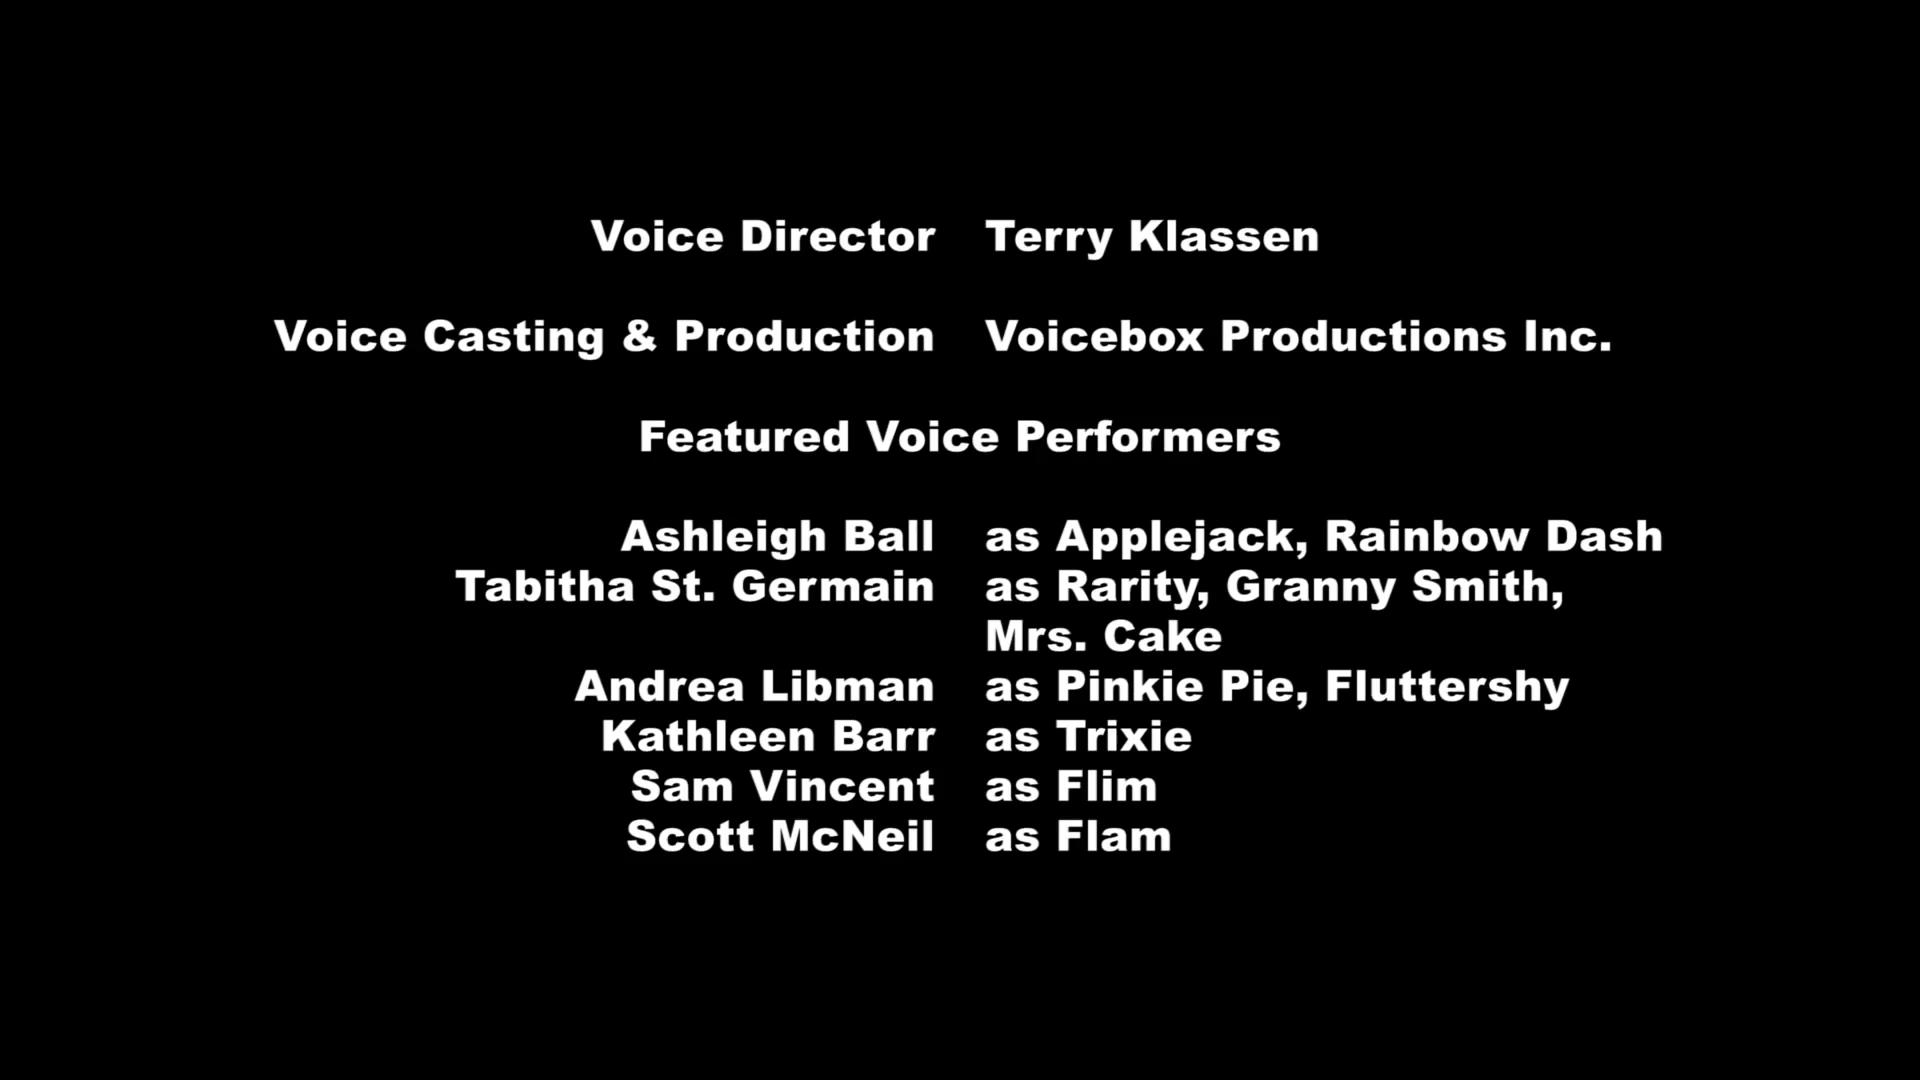 Voice Director Terry Klassen
Voice Casting & Production Voicebox Productions Inc.
Featured Voice Performers
Ashleigh Ball as Applejack, Rainbow Dash
Tabitha St. Germain as Rarity, Granny Smith,
Mrs. Cake
Andrea Libman as Pinkie Pie, Fluttershy
Kathleen Barr as Trixie
Sam Vincent as Flim
Scott McNeil as Flam